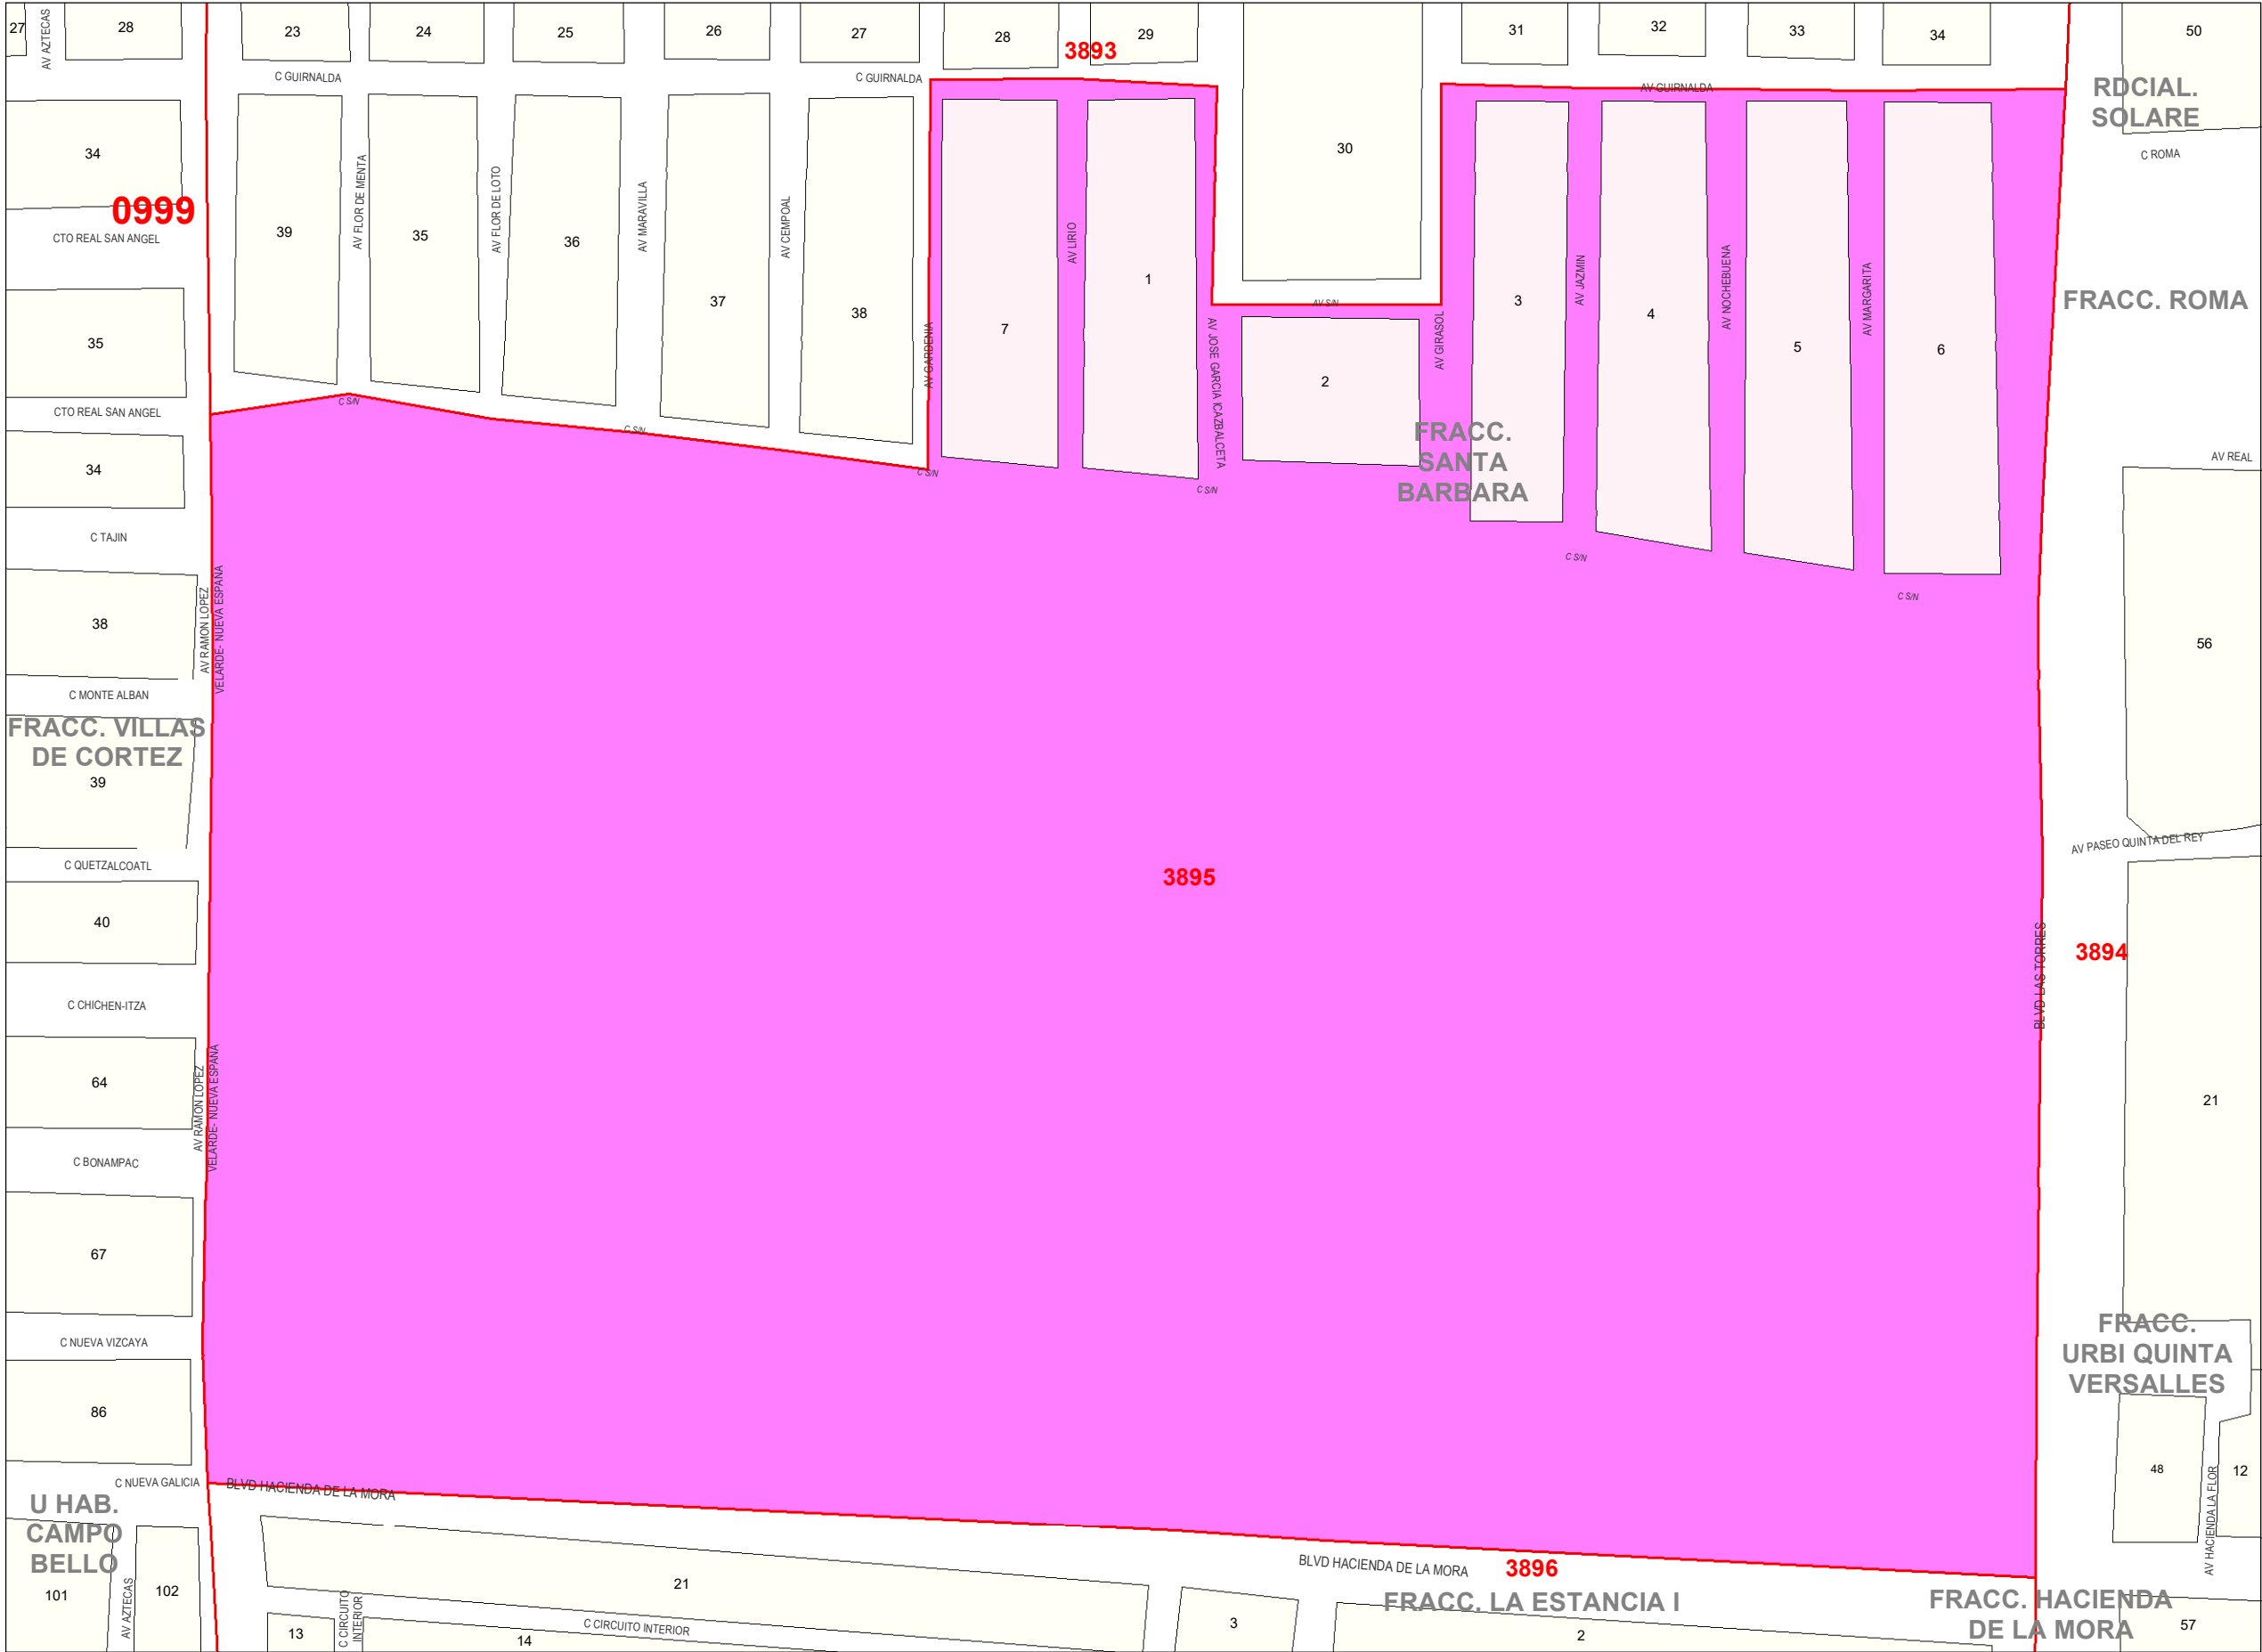 27
AV AZTECAS
28
23
24
25
26
27
28
29
3893
31
32
33
34
50
C GUIRNALDA
C GUIRNALDA
AV GUIRNALDA
RDCIAL.
SOLARE
C ROMA
34
0999
CTO REAL SAN ANGEL
39
AV FLOR DE MENTA
35
AV FLOR DE LOTO
36
AV MARAVILLA
37
AV CEMPOAL
38
AV GARDENIA
7
AV LIRIO
1
30
AV S/N
AV JOSE GARCIA ICAZBALCETA
2
AV GIRASOL
3
AV JAZMIN
4
AV NOCHEBUENA
5
AV MARGARITA
6
FRACC. ROMA
35
CTO REAL SAN ANGEL
C S/N
C S/N
C S/N
C S/N
FRACC.
SANTA
BARBARA
C S/N
C S/N
AV REAL
34
C TAJIN
38
AV RAMON LOPEZ
VELARDE- NUEVA ESPAÑA
56
C MONTE ALBAN
FRACC. VILLAS
DE CORTEZ
39
C QUETZALCOATL
AV PASEO QUINTA DEL REY
3895
40
BLVD LAS TORRES
3894
C CHICHEN-ITZA
64
AV RAMON LOPEZ
VELARDE- NUEVA ESPAÑA
21
C BONAMPAC
67
C NUEVA VIZCAYA
FRACC.
URBI QUINTA
VERSALLES
86
C NUEVA GALICIA
BLVD HACIENDA DE LA MORA
48
AV HACIENDA LA FLOR
12
U HAB.
CAMPO
BELLO
101
AV AZTECAS
102
21
BLVD HACIENDA DE LA MORA
3896
FRACC. LA ESTANCIA I
FRACC. HACIENDA
DE LA MORA
13
C CIRCUITO
INTERIOR
14
C CIRCUITO INTERIOR
3
2
57